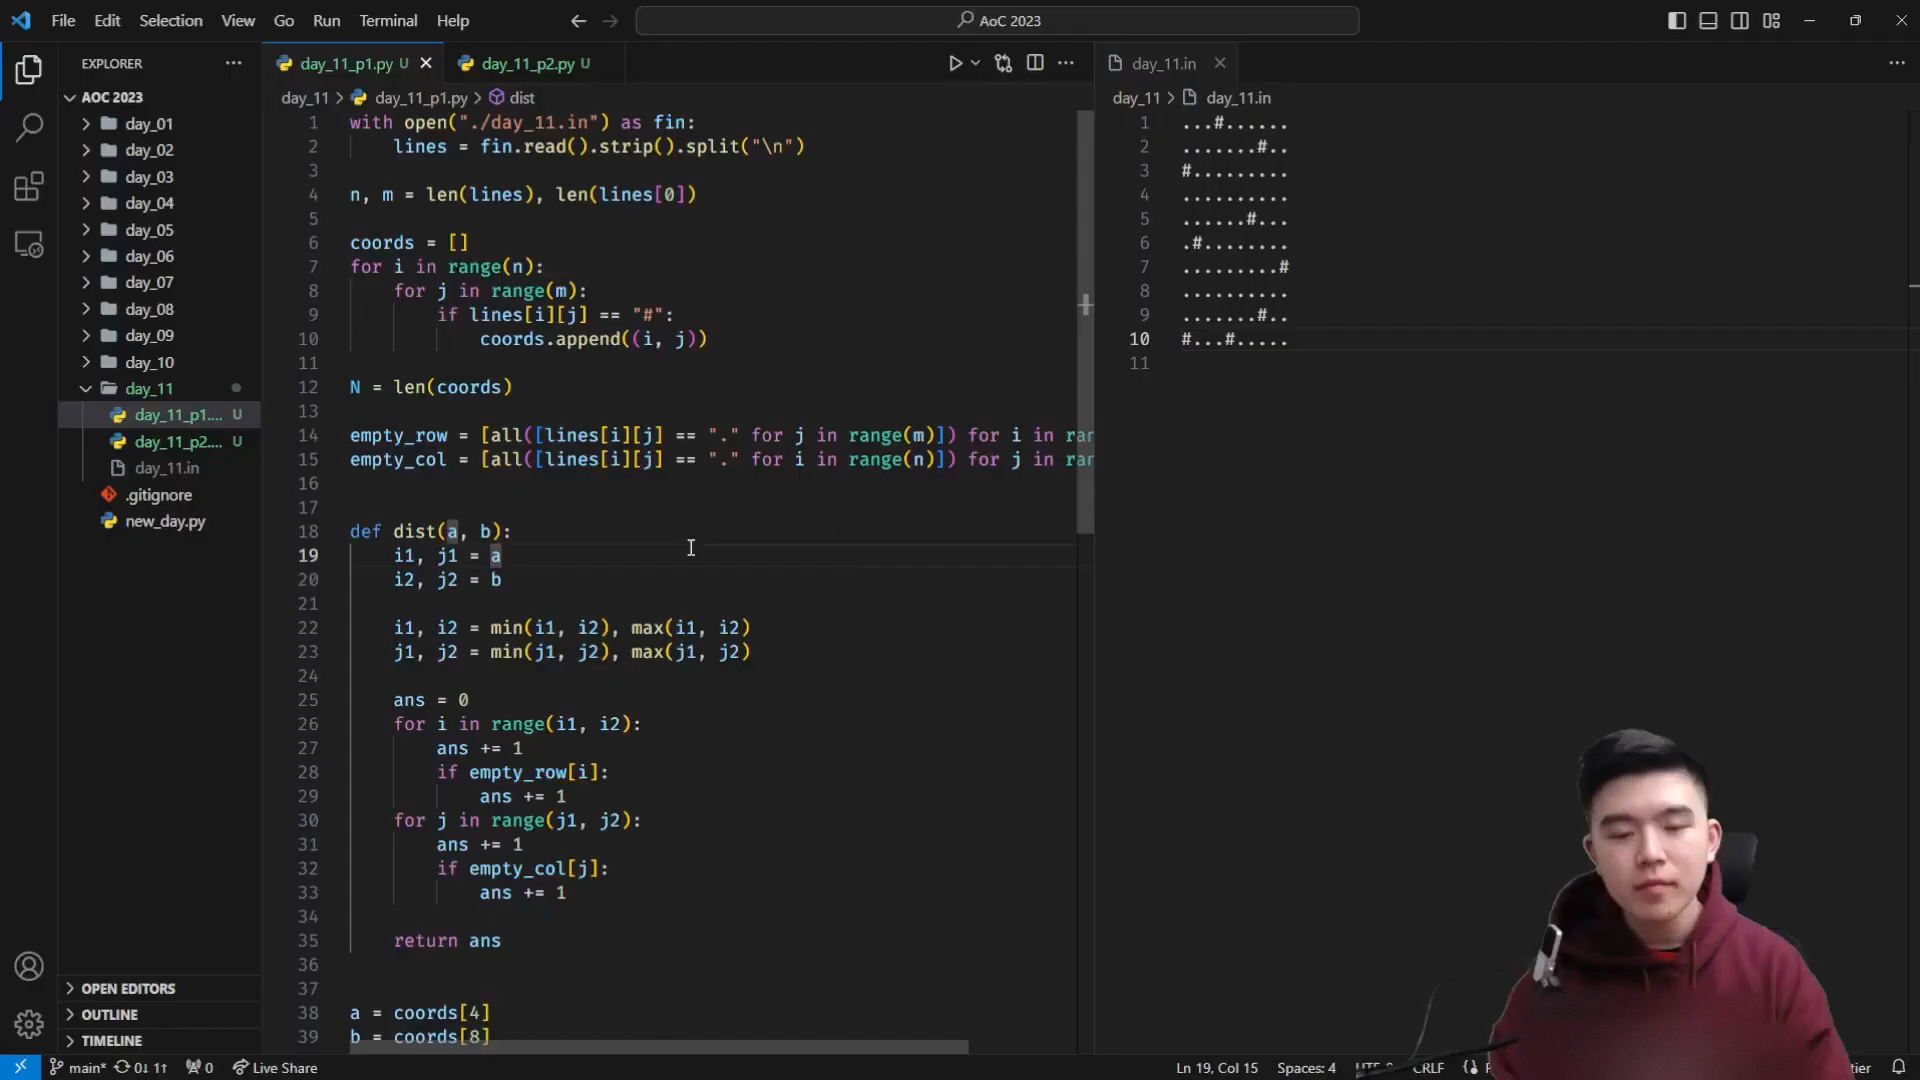 File Edit Selection View Go Run Terminal Help
AoC 2023
EXPLORER
AOC 2023
day_01
day_02
day_03
day_04
day_05
day_06
day_07
day_08
day_09
day_10
day_11
day_11_p1.... U
day_11_p2.... U
day_11.in
.gitignore
new_day.py
OPEN EDITORS
OUTLINE
TIMELINE
day_11_p1.py U
day_11_p2.py U
day_11 > day_11_p1.py > dist
1 with open("./day_11.in") as fin:
2     lines = fin.read().strip().split("\n")
3
4 n, m = len(lines), len(lines[0])
5
6 coords = []
7 for i in range(n):
8     for j in range(m):
9         if lines[i][j] == "#":
10             coords.append((i, j))
11
12 N = len(coords)
13
14 empty_row = [all([lines[i][j] == "." for j in range(m)]) for i in ran
15 empty_col = [all([lines[i][j] == "." for i in range(n)]) for j in ran
16
17
18 def dist(a, b):
19     i1, j1 = a
20     i2, j2 = b
21
22     i1, i2 = min(i1, i2), max(i1, i2)
23     j1, j2 = min(j1, j2), max(j1, j2)
24
25     ans = 0
26     for i in range(i1, i2):
27         ans += 1
28         if empty_row[i]:
29             ans += 1
30     for j in range(j1, j2):
31         ans += 1
32         if empty_col[j]:
33             ans += 1
34
35     return ans
36
37
38 a = coords[4]
39 b = coords[8]
day_11.in
day_11 > day_11.in
1 ...#......
2 .......#..
3 #.........
4 ..........
5 ......#...
6 .#........
7 .........#
8 ..........
9 .......#..
10 #...#.....
11
main* 0↓ 1↑ 0 Live Share
Ln 19, Col 15 Spaces: 4 CRLF